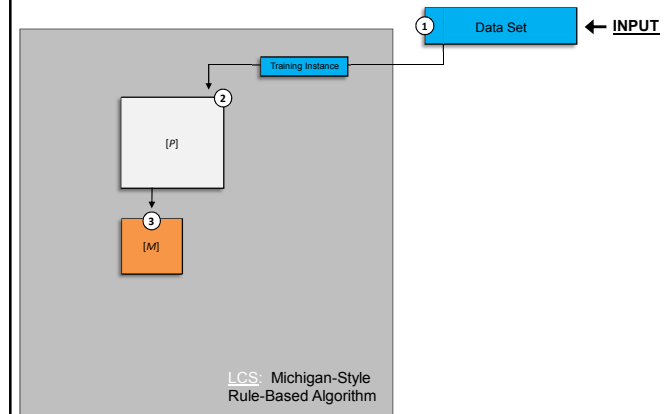 1
Data Set
INPUT
Training Instance
2
[P]
3
[M]
LCS: Michigan-Style
Rule-Based Algorithm